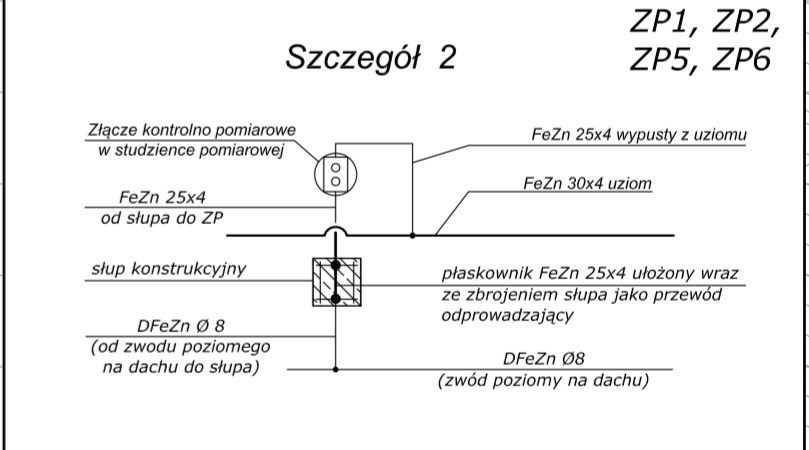 ZP1, ZP2,
ZP5, ZP6
Szczegół 2
Złącze kontrolno pomiarowe
w studzience pomiarowej
FeZn 25x4 wypusty z uziomu
FeZn 30x4 uziom
FeZn 25x4
od słupa do ZP
słup konstrukcyjny
płaskownik FeZn 25x4 ułożony wraz
ze zbrojeniem słupa jako przewód
odprowadzający
DFeZn Ø 8
(od zwodu poziomego
na dachu do słupa)
DFeZn Ø8
(zwód poziomy na dachu)